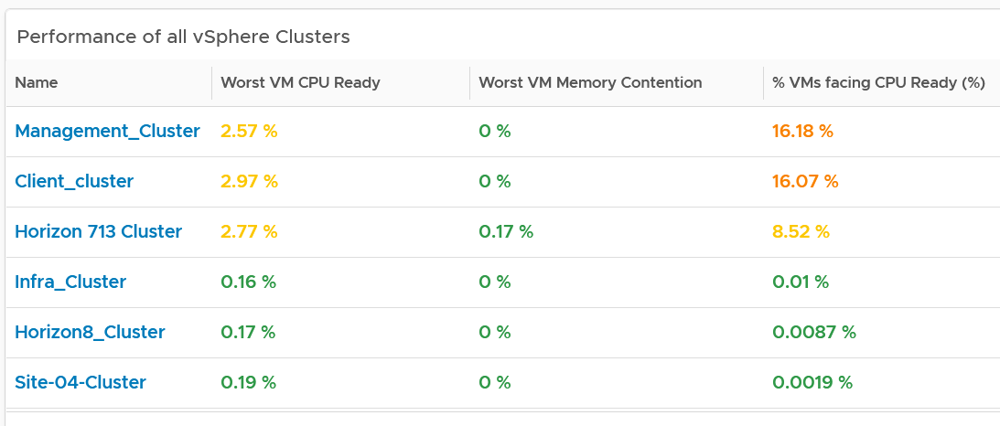 Performance of all vSphere Clusters
Name Worst VM CPU Ready Worst VM Memory Contention % VMs facing CPU Ready (%)
Management_Cluster 2.57 % 0 % 16.18 %
Client_cluster 2.97 % 0 % 16.07 %
Horizon 713 Cluster 2.77 % 0.17 % 8.52 %
Infra_Cluster 0.16 % 0 % 0.01 %
Horizon8_Cluster 0.17 % 0 % 0.0087 %
Site-04-Cluster 0.19 % 0 % 0.0019 %